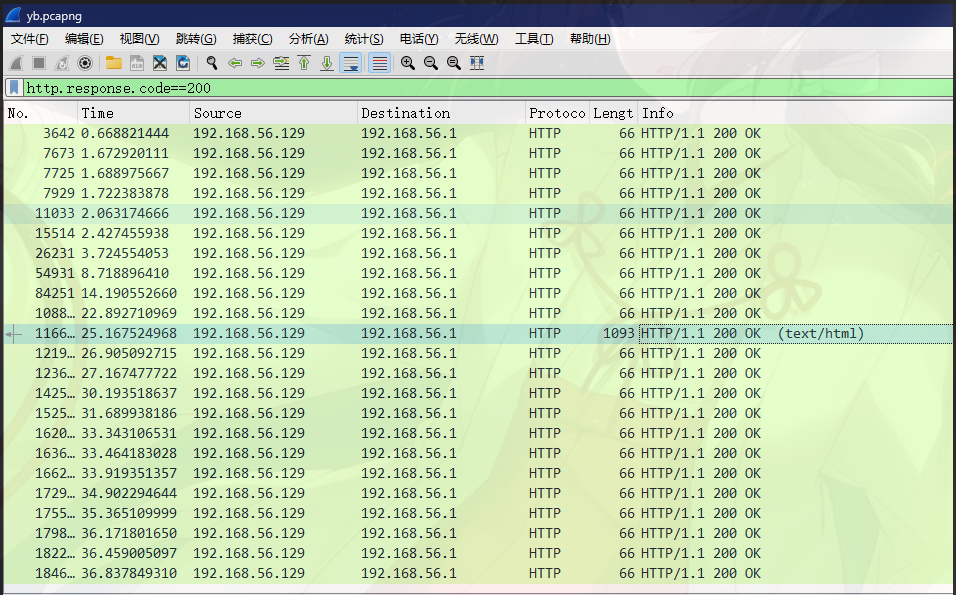 yb.pcapng
文件(F) 编辑(E) 视图(V) 跳转(G) 捕获(C) 分析(A) 统计(S) 电话(Y) 无线(W) 工具(T) 帮助(H)
http.response.code==200
No. Time Source Destination Protoco Lengt Info
3642 0.668821444 192.168.56.129 192.168.56.1 HTTP 66 HTTP/1.1 200 OK
7673 1.672920111 192.168.56.129 192.168.56.1 HTTP 66 HTTP/1.1 200 OK
7725 1.688975667 192.168.56.129 192.168.56.1 HTTP 66 HTTP/1.1 200 OK
7929 1.722383878 192.168.56.129 192.168.56.1 HTTP 66 HTTP/1.1 200 OK
11033 2.063174666 192.168.56.129 192.168.56.1 HTTP 66 HTTP/1.1 200 OK
15514 2.427455938 192.168.56.129 192.168.56.1 HTTP 66 HTTP/1.1 200 OK
26231 3.724554053 192.168.56.129 192.168.56.1 HTTP 66 HTTP/1.1 200 OK
54931 8.718896410 192.168.56.129 192.168.56.1 HTTP 66 HTTP/1.1 200 OK
84251 14.190552660 192.168.56.129 192.168.56.1 HTTP 66 HTTP/1.1 200 OK
1088… 22.892710969 192.168.56.129 192.168.56.1 HTTP 66 HTTP/1.1 200 OK
1166… 25.167524968 192.168.56.129 192.168.56.1 HTTP 1093 HTTP/1.1 200 OK (text/html)
1219… 26.905092715 192.168.56.129 192.168.56.1 HTTP 66 HTTP/1.1 200 OK
1236… 27.167477722 192.168.56.129 192.168.56.1 HTTP 66 HTTP/1.1 200 OK
1425… 30.193518637 192.168.56.129 192.168.56.1 HTTP 66 HTTP/1.1 200 OK
1525… 31.689938186 192.168.56.129 192.168.56.1 HTTP 66 HTTP/1.1 200 OK
1620… 33.343106531 192.168.56.129 192.168.56.1 HTTP 66 HTTP/1.1 200 OK
1636… 33.464183028 192.168.56.129 192.168.56.1 HTTP 66 HTTP/1.1 200 OK
1662… 33.919351357 192.168.56.129 192.168.56.1 HTTP 66 HTTP/1.1 200 OK
1729… 34.902294644 192.168.56.129 192.168.56.1 HTTP 66 HTTP/1.1 200 OK
1755… 35.365109999 192.168.56.129 192.168.56.1 HTTP 66 HTTP/1.1 200 OK
1798… 36.171801650 192.168.56.129 192.168.56.1 HTTP 66 HTTP/1.1 200 OK
1822… 36.459005097 192.168.56.129 192.168.56.1 HTTP 66 HTTP/1.1 200 OK
1846… 36.837849310 192.168.56.129 192.168.56.1 HTTP 66 HTTP/1.1 200 OK